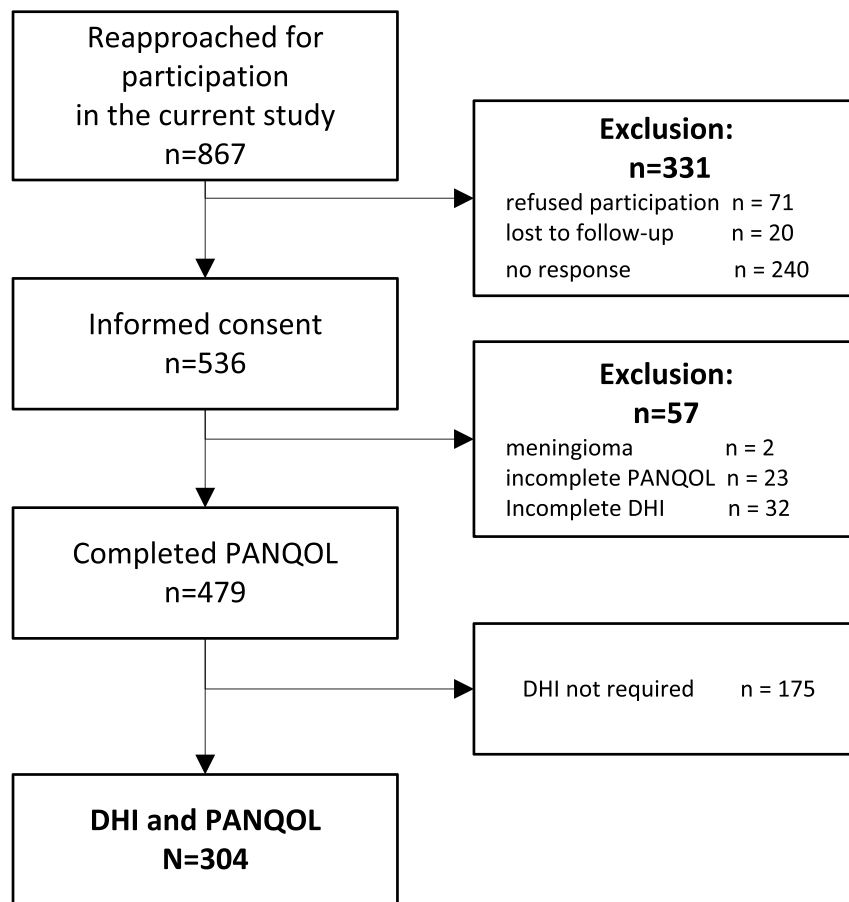 Reapproached for
participation
in the current study
n=867
Exclusion:
n=331
refused participation n = 71
lost to follow-up n = 20
no response n = 240
Informed consent
n=536
Exclusion:
n=57
meningioma n = 2
incomplete PANQOL n = 23
Incomplete DHI n = 32
Completed PANQOL
n=479
DHI not required n = 175
DHI and PANQOL
N=304